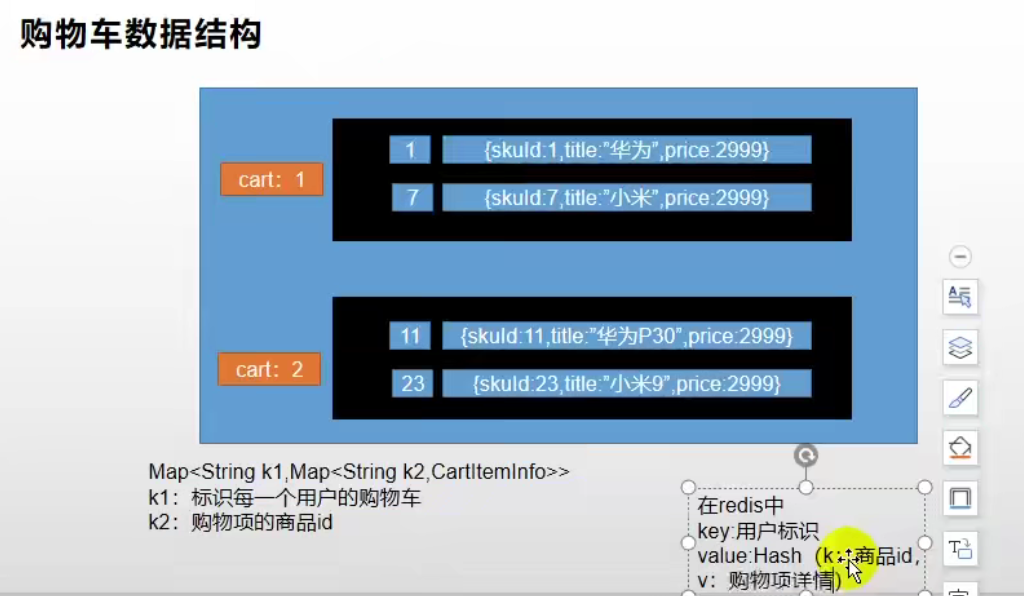 购物车数据结构
cart：1
1 {skuId:1,title:”华为”,price:2999}
7 {skuId:7,title:”小米”,price:2999}
cart：2
11 {skuId:11,title:”华为P30”,price:2999}
23 {skuId:23,title:”小米9”,price:2999}
Map<String k1,Map<String k2,CartItemInfo>>
k1：标识每一个用户的购物车
k2：购物项的商品id
在redis中
key:用户标识
value:Hash（k：商品id，
v：购物项详情）